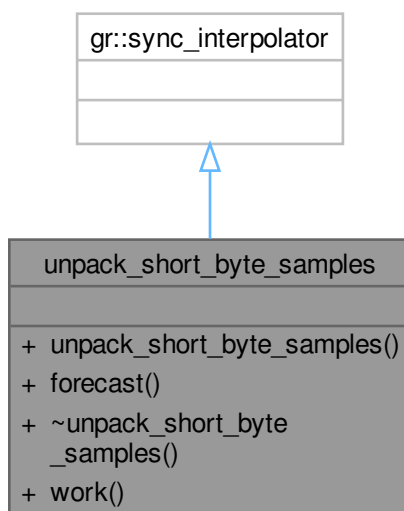 gr::sync_interpolator
unpack_short_byte_samples
+ unpack_short_byte_samples()
+ forecast()
+ ~unpack_short_byte
_samples()
+ work()